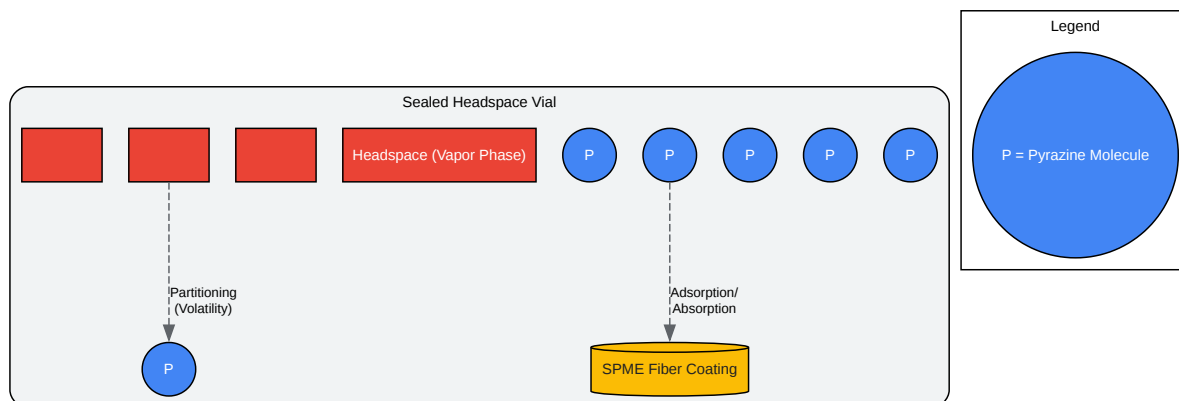 Legend
P = Pyrazine Molecule
Sealed Headspace Vial
Headspace (Vapor Phase)
P
P
P
P
P
Partitioning
(Volatility)
Adsorption/
Absorption
P
SPME Fiber Coating